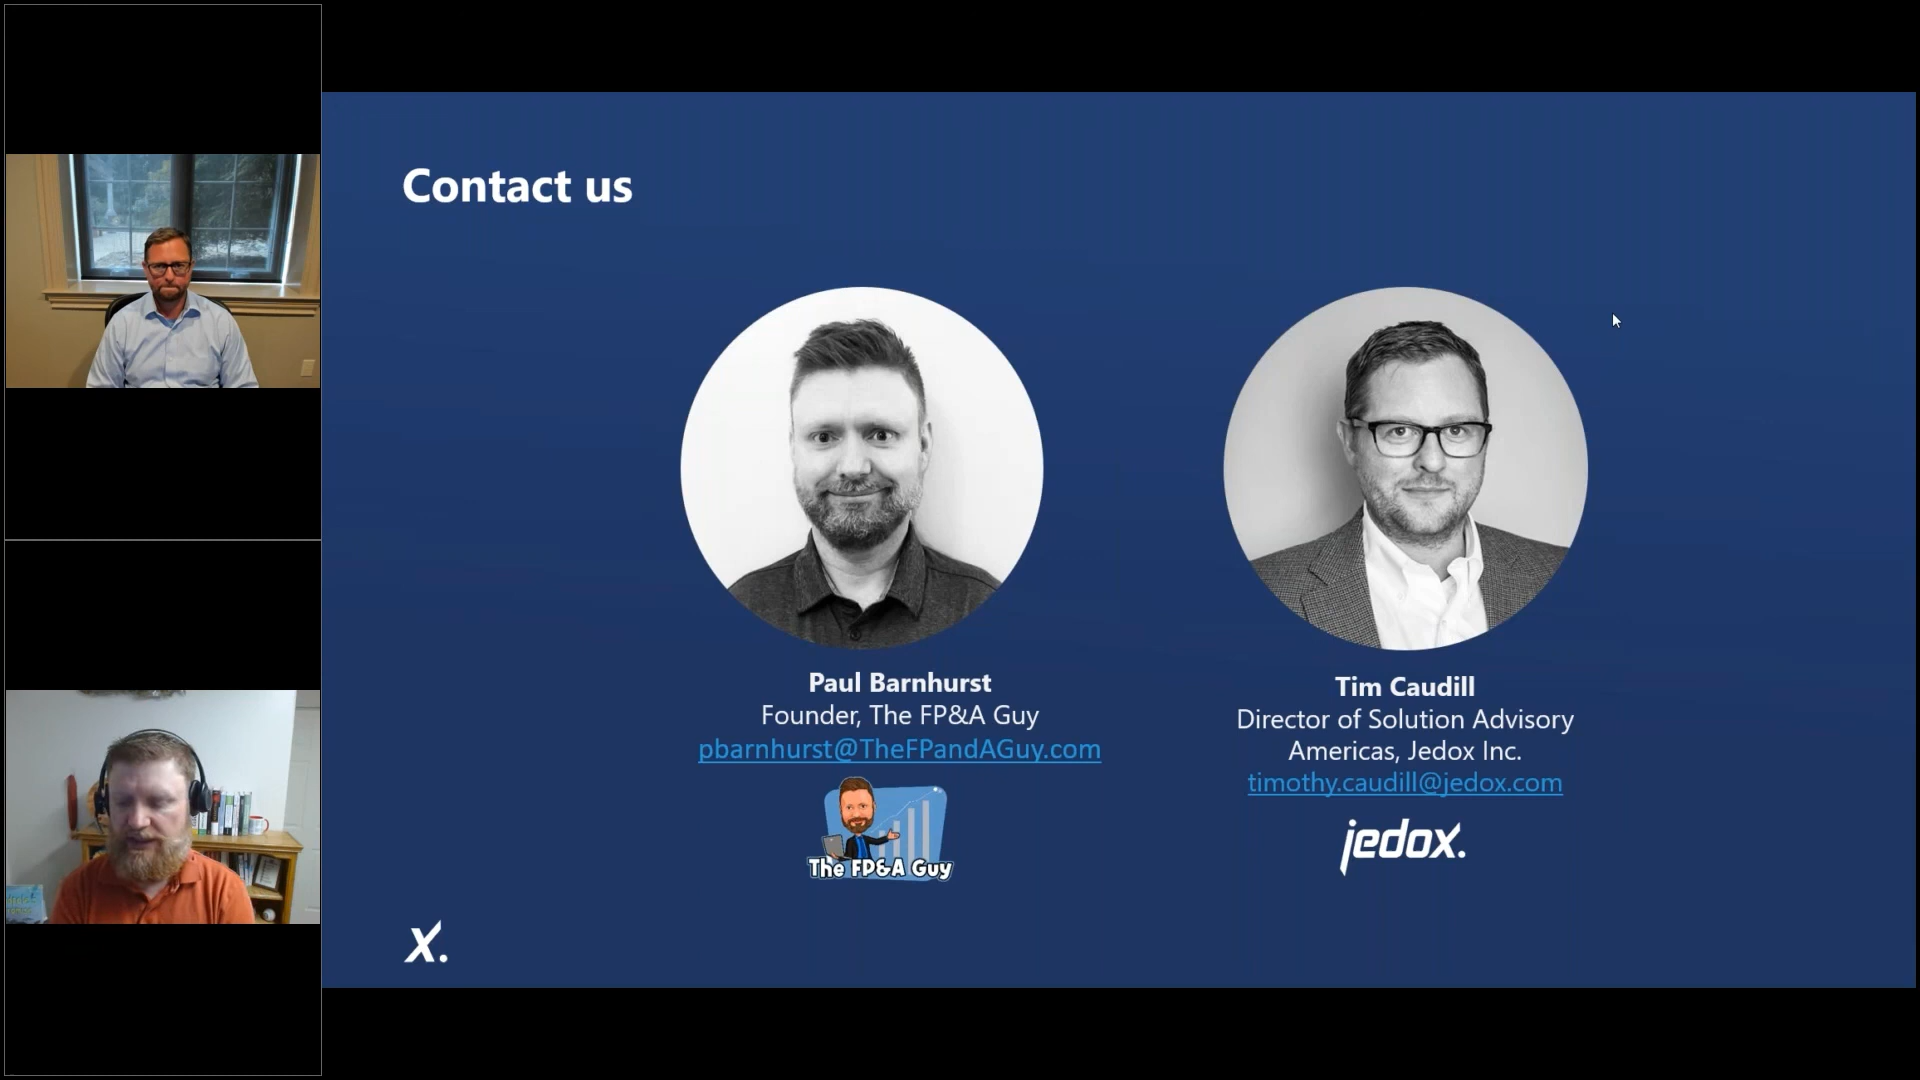 Contact us
Paul Barnhurst
Founder, The FP&A Guy
pbarnhurst@TheFPandAGuy.com
The FP&A Guy
Tim Caudill
Director of Solution Advisory
Americas, Jedox Inc.
timothy.caudill@jedox.com
jedox.
x.